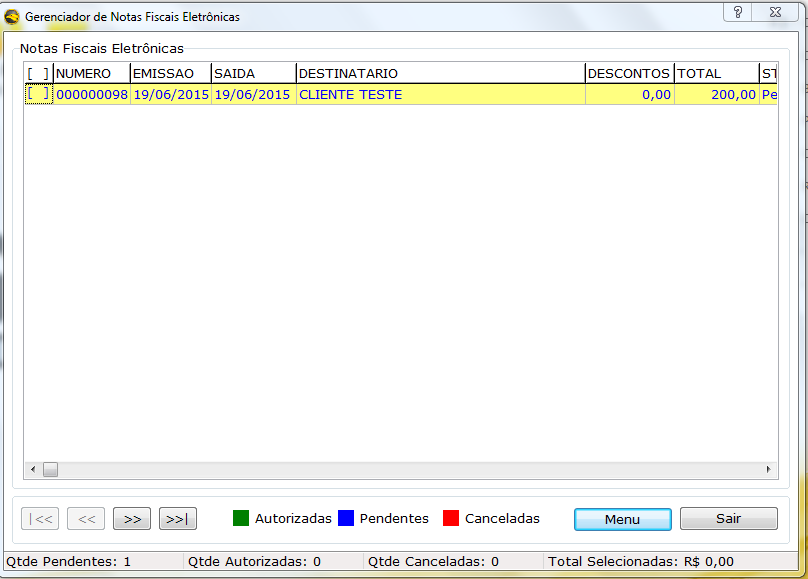 Gerenciador de Notas Fiscais Eletrônicas
?
Notas Fiscais Eletrônicas
[ ] NUMERO EMISSAO SAIDA DESTINATARIO DESCONTOS TOTAL ST
[ ] 000000098 19/06/2015 19/06/2015 CLIENTE TESTE 0,00 200,00 Pe
|<< << >> >>| Autorizadas Pendentes Canceladas Menu Sair
Qtde Pendentes: 1 Qtde Autorizadas: 0 Qtde Canceladas: 0 Total Selecionadas: R$ 0,00